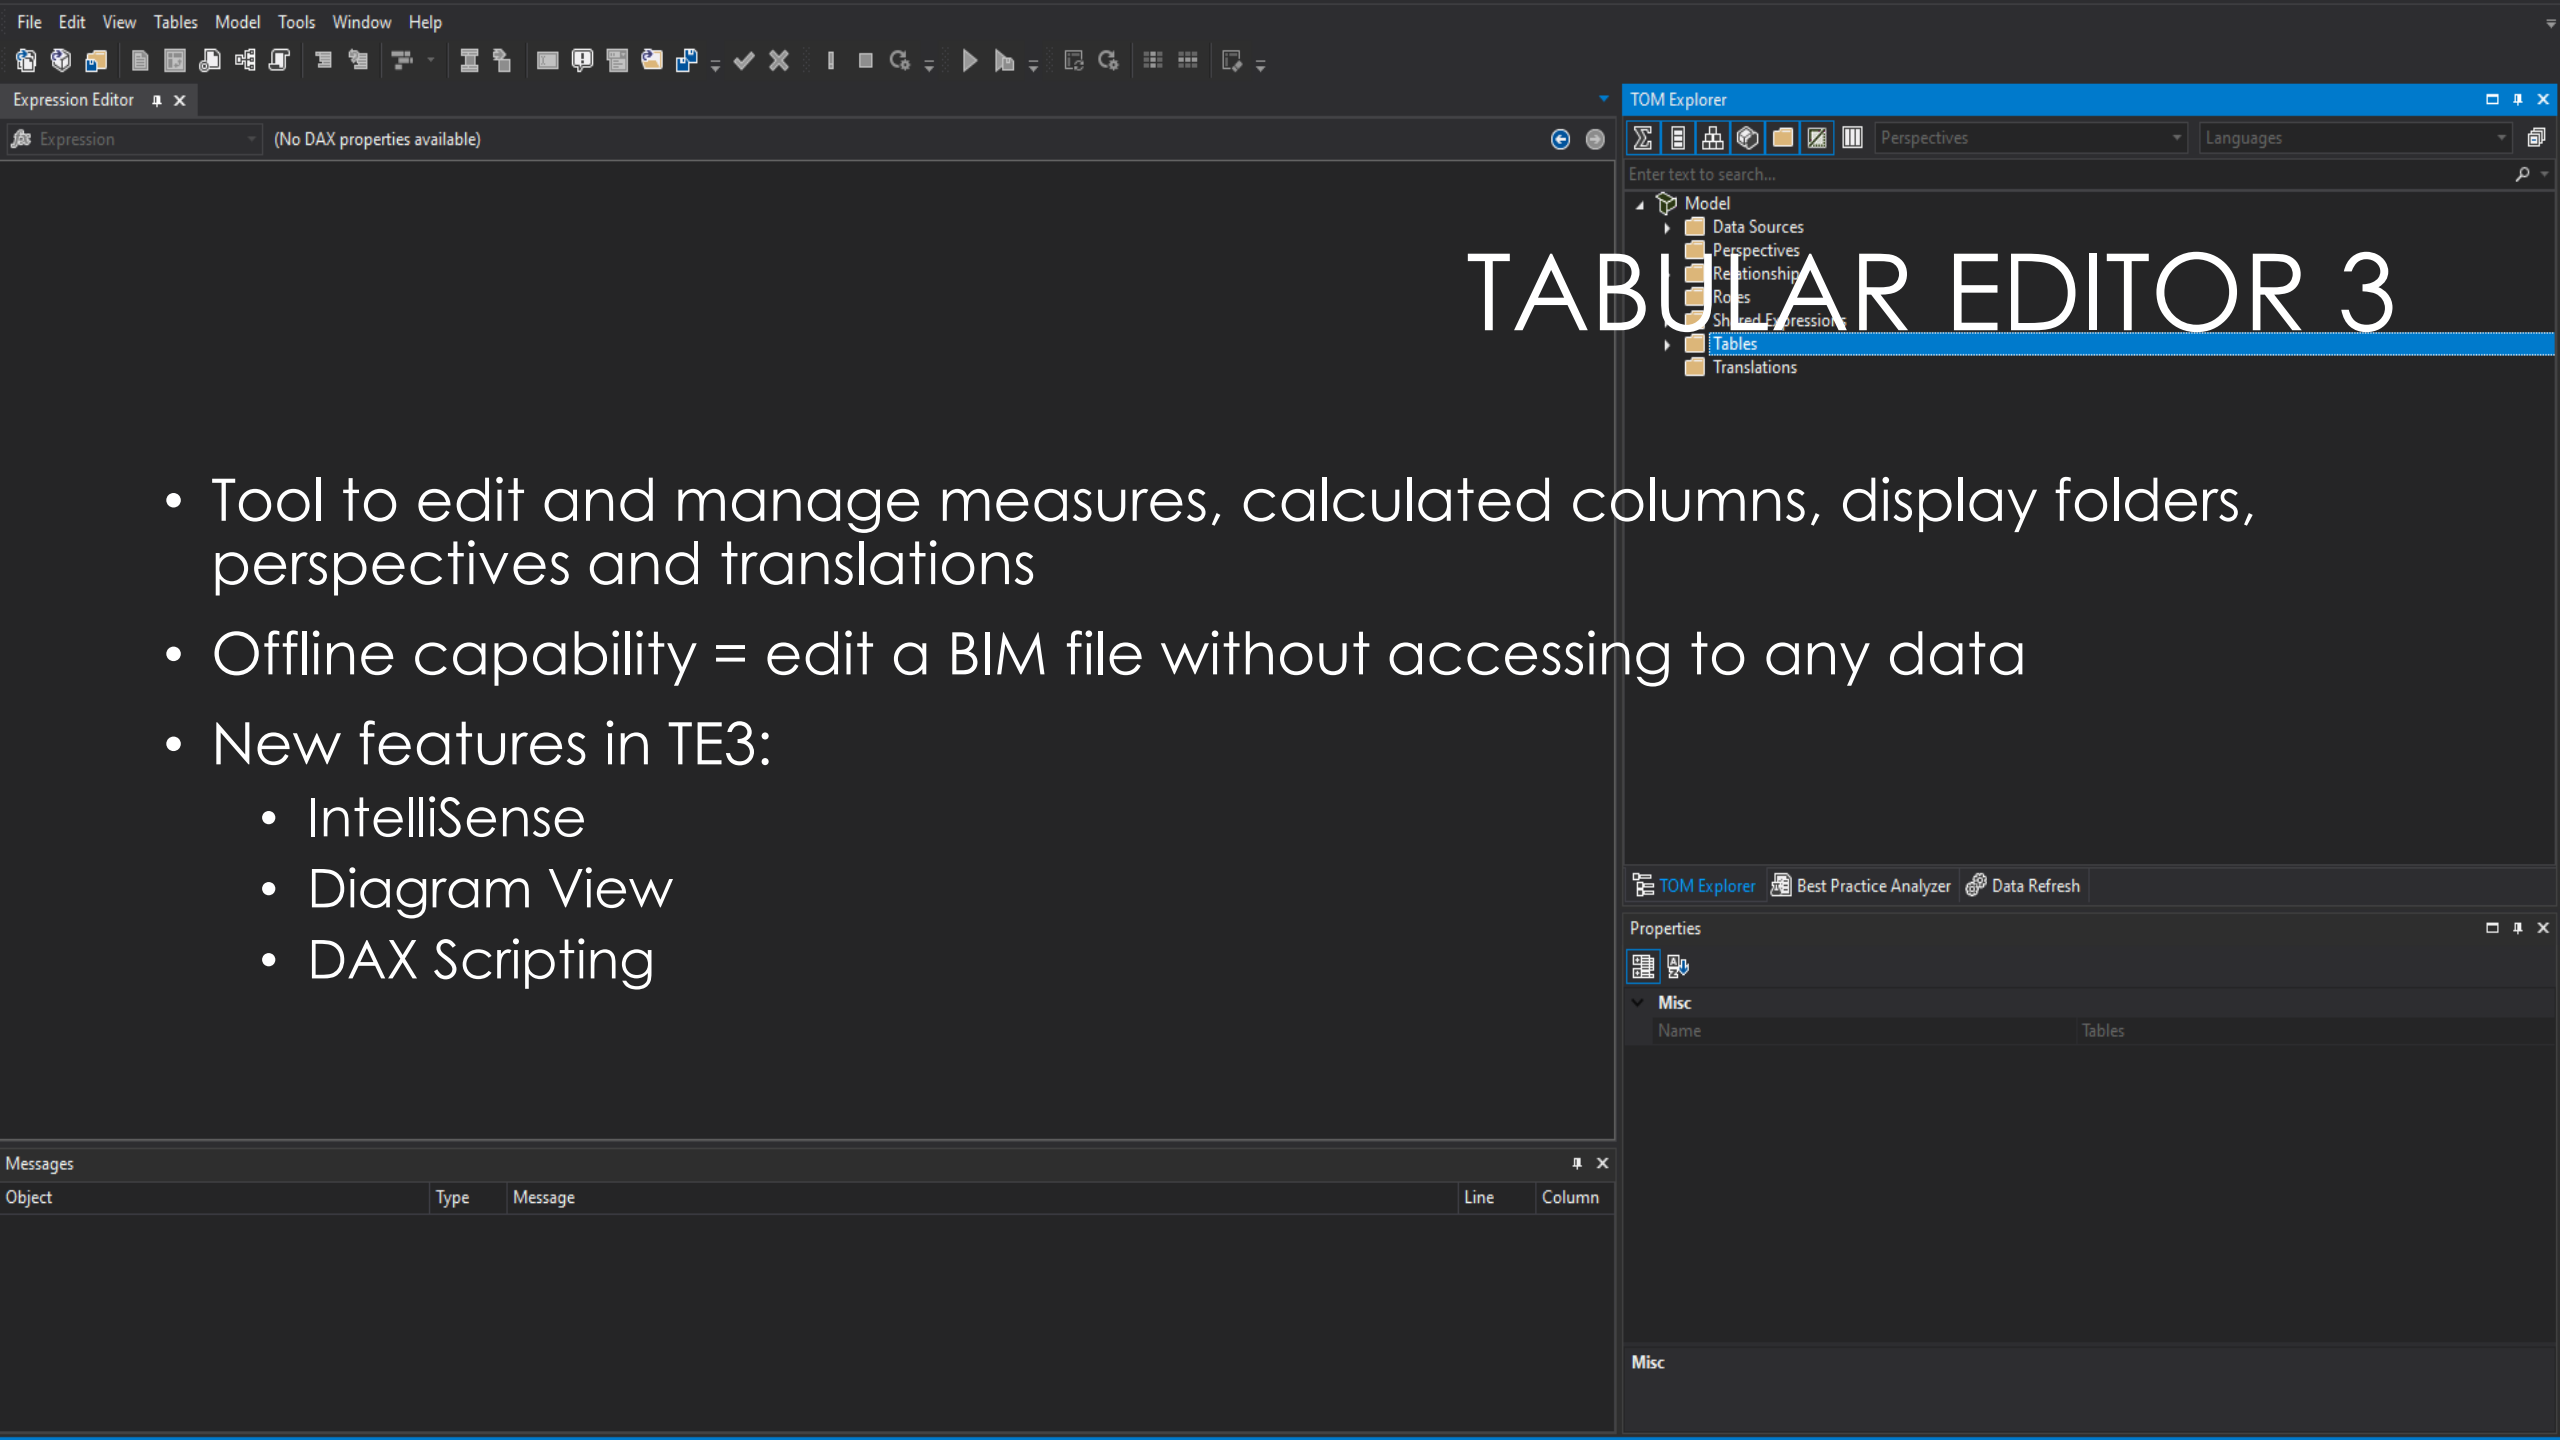 File Edit View Tables Model Tools Window Help
Expression Editor
Expression (No DAX properties available)
TOM Explorer
Perspectives Languages
Enter text to search...
Model
Data Sources
Perspectives
Relationships
Roles
Shared Expressions
Tables
Translations
TABULAR EDITOR 3
• Tool to edit and manage measures, calculated columns, display folders,
perspectives and translations
• Offline capability = edit a BIM file without accessing to any data
• New features in TE3:
• IntelliSense
• Diagram View
• DAX Scripting
TOM Explorer Best Practice Analyzer Data Refresh
Properties
Misc
Name Tables
Misc
Messages
Object Type Message Line Column